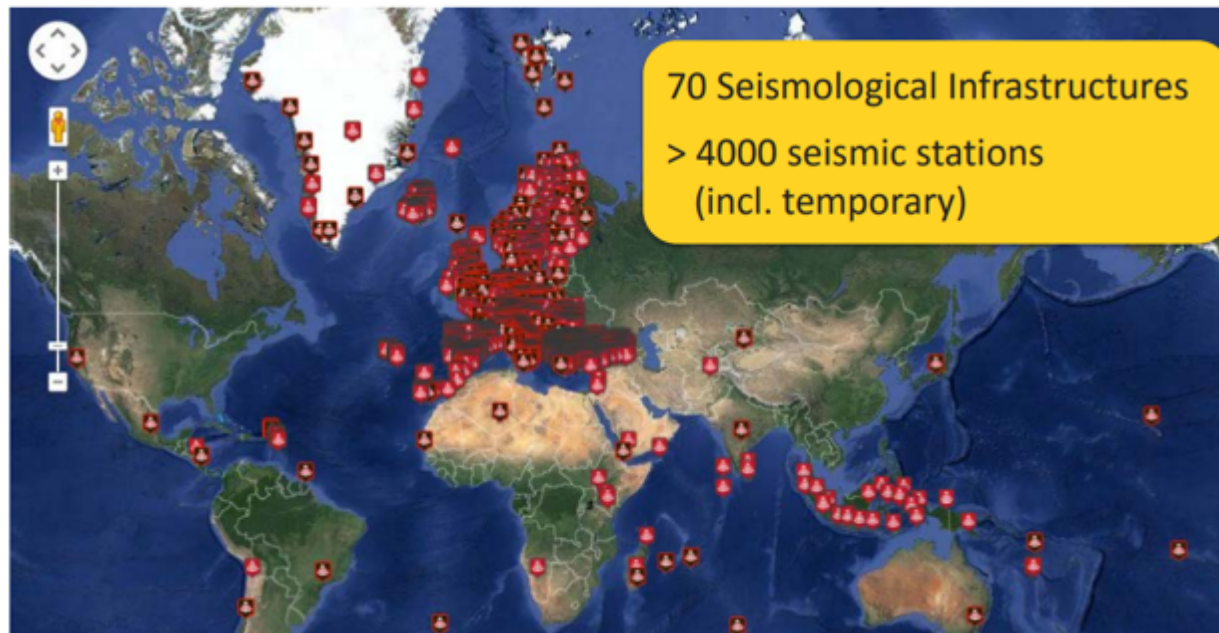 70 Seismological Infrastructures
> 4000 seismic stations
(incl. temporary)